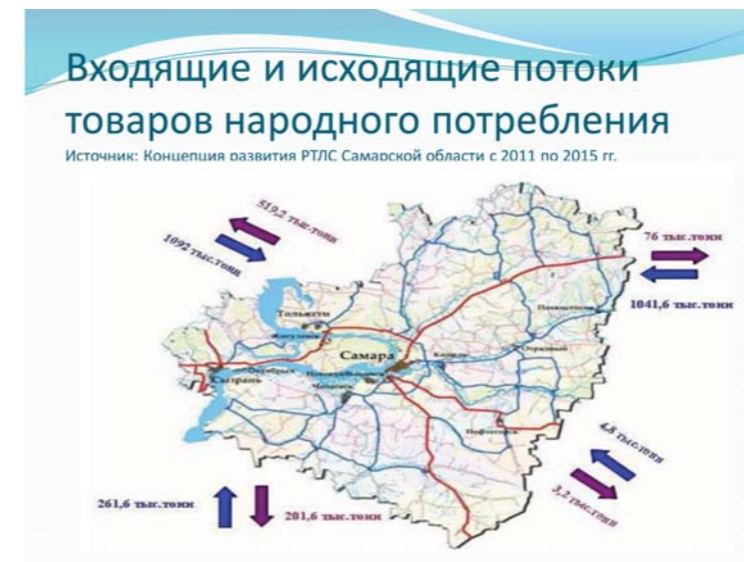 Входящие и исходящие потоки
товаров народного потребления
Источник: Концепция развития РТЛС Самарской области с 2011 по 2015 гг.
519,2 тыс.тонн
1092 тыс.тонн
76 тыс.тонн
1041,6 тыс.тонн
Тольятти
Жигулевск
Самара
Кинель
Отрадный
Похвистнево
Октябрьск
Новокуйбышевск
Сызрань
Чапаевск
Нефтегорск
4,8 тыс.тонн
3,2 тыс.тонн
261,6 тыс.тонн
201,6 тыс.тонн